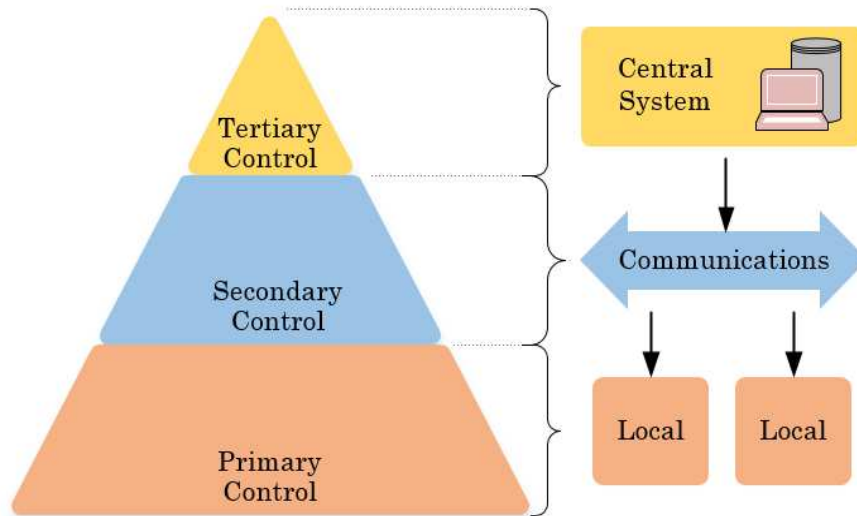 Tertiary
Control
Secondary
Control
Primary
Control
Central
System
Communications
Local
Local